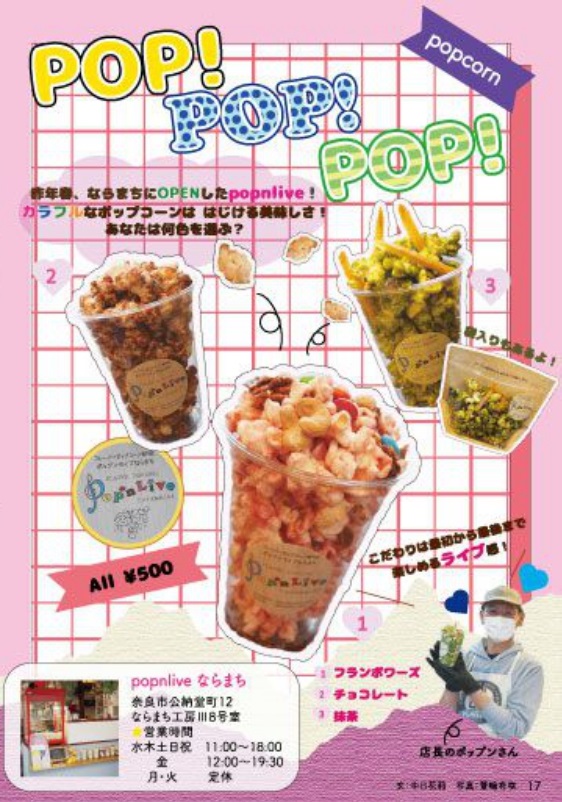 POP!
POP!
POP!
popcorn
昨年春、ならまちにOPENしたpopnlive!
カラフルなポップコーンは はじける美味しさ!
あなたは何色を選ぶ?
2
3
袋入りもあるよ!
Pop'n Live
Pop'n Live
All ¥500
こだわりは最初から最後まで
楽しめるライブ感!
1
popnlive ならまち
奈良市公納堂町12
ならまち工房Ⅲ8号室
営業時間
水木土日祝 11:00〜18:00
金 12:00〜19:30
月・火 定休
1 フランボワーズ
2 チョコレート
3 抹茶
店長のポップンさん
17